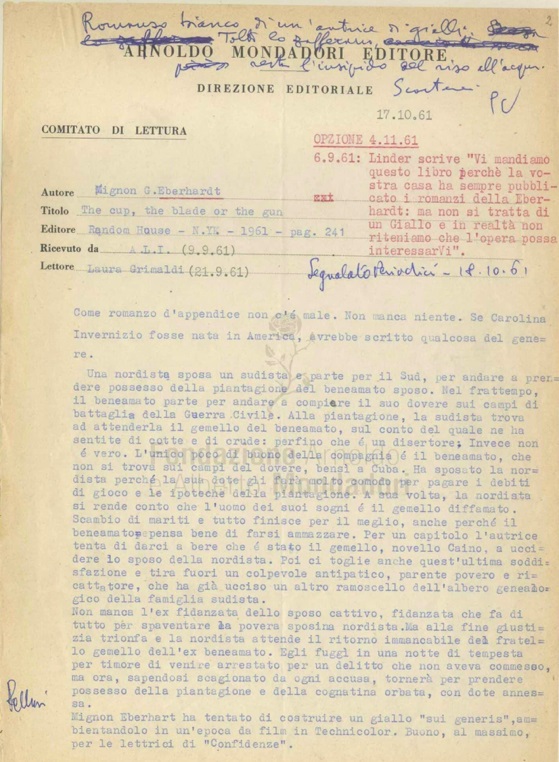 Romanzo bianco di un'autrice di gialli.
2
Tolto lo zafferano,
resta l'insipido del riso all'acqua.
ARNOLDO MONDADORI EDITORE
DIREZIONE EDITORIALE
PV
17.10.61
COMITATO DI LETTURA
OPZIONE 4.11.61
6.9.61: Linder scrive "Vi mandiamo
questo libro perchè la vo-
stra casa ha sempre pubbli-
xxt cato i romanzi della Eber-
hardt: ma non si tratta di
un Giallo e in realtà non
riteniamo che l'opera possa
interessarVi".
Autore Mignon G.Eberhardt
Titolo The cup, the blade or the gun
Editore Random House - N.YK - 1961 - pag. 241
Ricevuto da A.L.I. (9.9.61)
Lettore Laura Grimaldi (21.9.61)
Segnalato Periodici - 18.10.61
Come romanzo d'appendice non c'é male. Non manca niente. Se Carolina
Invernizio fosse nata in America, avrebbe scritto qualcosa del gene-
re.
Una nordista sposa un sudista e parte per il Sud, per andare a pren-
dere possesso della piantagione del beneamato sposo. Nel frattempo,
il beneamato parte per andare a compiere il suo dovere sui campi di
battaglia della Guerra Civile. Alla piantagione, la sudista trova
ad attenderla il gemello del beneamato, sul conto del quale ne ha
sentite di cotte e di crude: perfino che é un disertore. Invece non
é vero. L'unico poco di buono della compagnia é il beneamato, che
non si trova sui campi del dovere, bensì a Cuba. Ha sposato la nor-
dista perché la sua dote gli farà molto comodo per pagare i debiti
di gioco e le ipoteche della piantagione. A sua volta, la nordista
si rende conto che l'uomo dei suoi sogni é il gemello diffamato.
Scambio di mariti e tutto finisce per il meglio, anche perché il
beneamato pensa bene di farsi ammazzare. Per un capitolo l'autrice
tenta di darci a bere che é stato il gemello, novello Caino, a ucci-
dere lo sposo della nordista. Poi ci toglie anche quest'ultima soddi-
sfazione e tira fuori un colpevole antipatico, parente povero e ri-
cattatore, che ha già ucciso un altro ramoscello dell'albero genealo-
gico della famiglia sudista.
Non manca l'ex fidanzata dello sposo cattivo, fidanzata che fa di
tutto per spaventare la povera sposina nordista.Ma alla fine giusti-
zia trionfa e la nordista attende il ritorno immancabile del fratel-
lo gemello dell'ex beneamato. Egli fuggì in una notte di tempesta
per timore di venire arrestato per un delitto che non aveva commesso,
ma ora, sapendosi scagionato da ogni accusa, tornerà per prendere
possesso della piantagione e della cognatina orbata, con dote annes-
sa.
Mignon Eberhart ha tentato di costruire un giallo "sui generis",am-
bientandolo in un'epoca da film in Technicolor. Buono, al massimo,
per le lettrici di "Confidenze".
Bellini
Fondazione
Mondadori